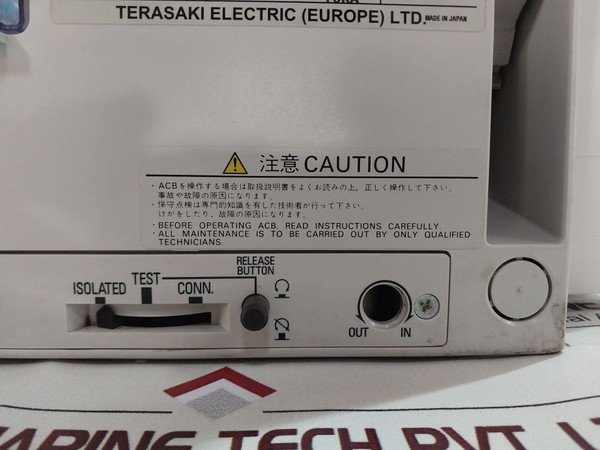 TERASAKI ELECTRIC (EUROPE) LTD. MADE IN JAPAN
注意 CAUTION
・ACBを操作する場合は取扱説明書をよくお読みの上、正しく操作して下さい。
事故や故障の原因になります。
・保守点検は専門的知識を有した技術者が行って下さい。
けがをしたり、故障の原因になります。
・BEFORE OPERATING ACB, READ INSTRUCTIONS CAREFULLY
・ALL MAINTENANCE IS TO BE CARRIED OUT BY ONLY QUALIFIED
TECHNICIANS.
RELEASE
BUTTON
ISOLATED TEST CONN.
OUT IN
TECH PVT.